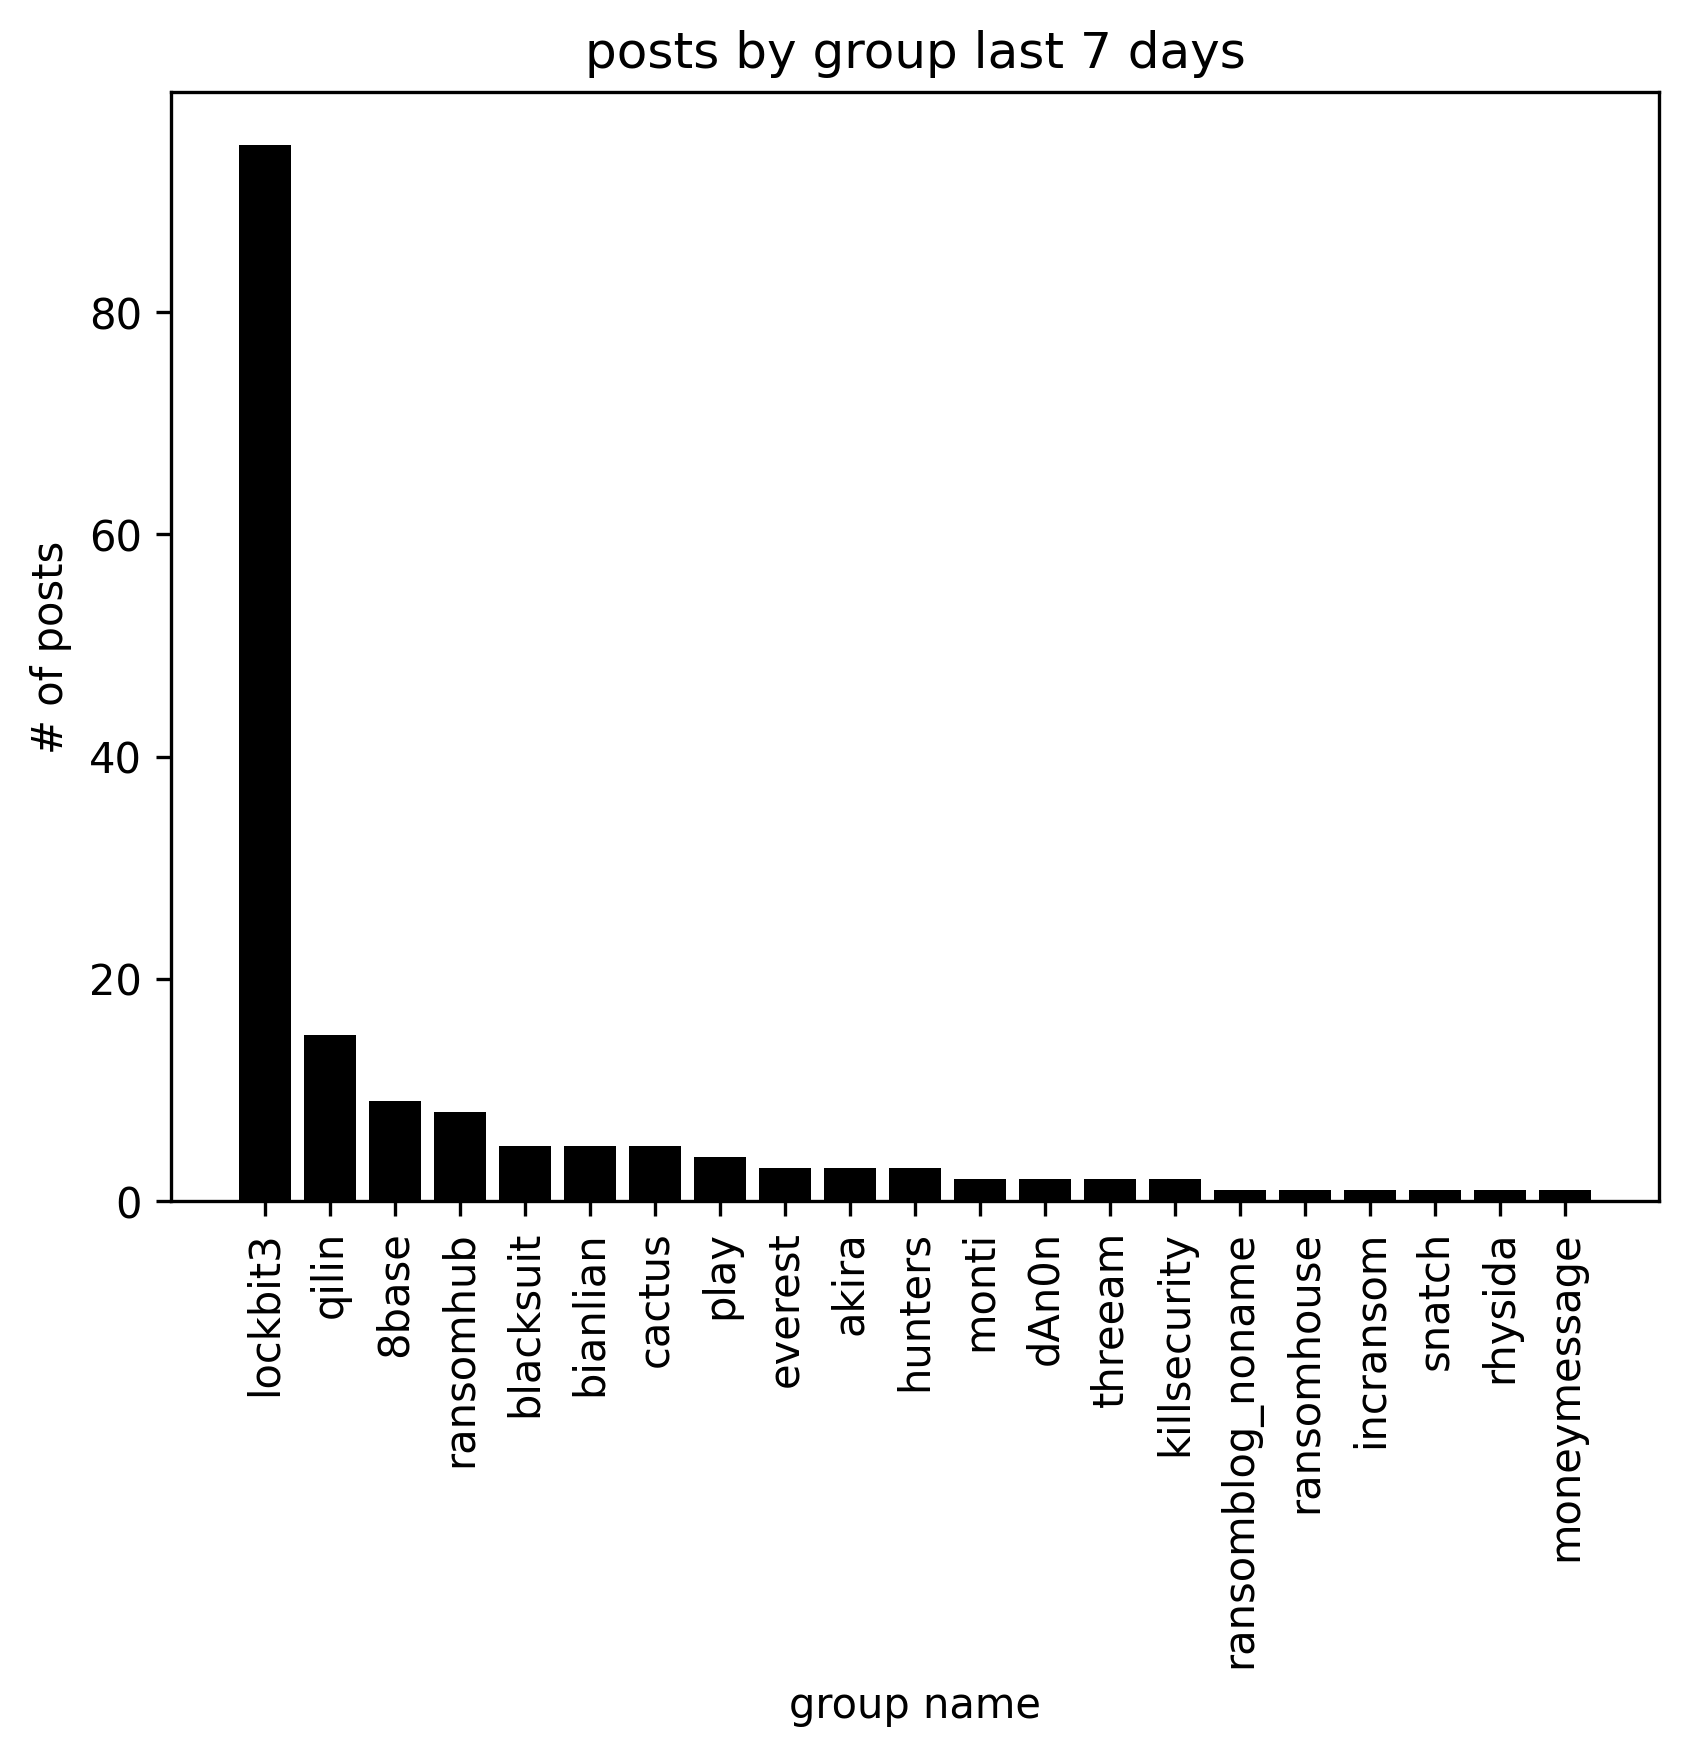 posts by group last 7 days
# of posts
80
60
40
20
0
lockbit3
qilin
8base
ransomhub
blacksuit
bianlian
cactus
play
everest
akira
hunters
monti
dAn0n
threeam
killsecurity
ransomblog_noname
ransomhouse
incransom
snatch
rhysida
moneymessage
group name